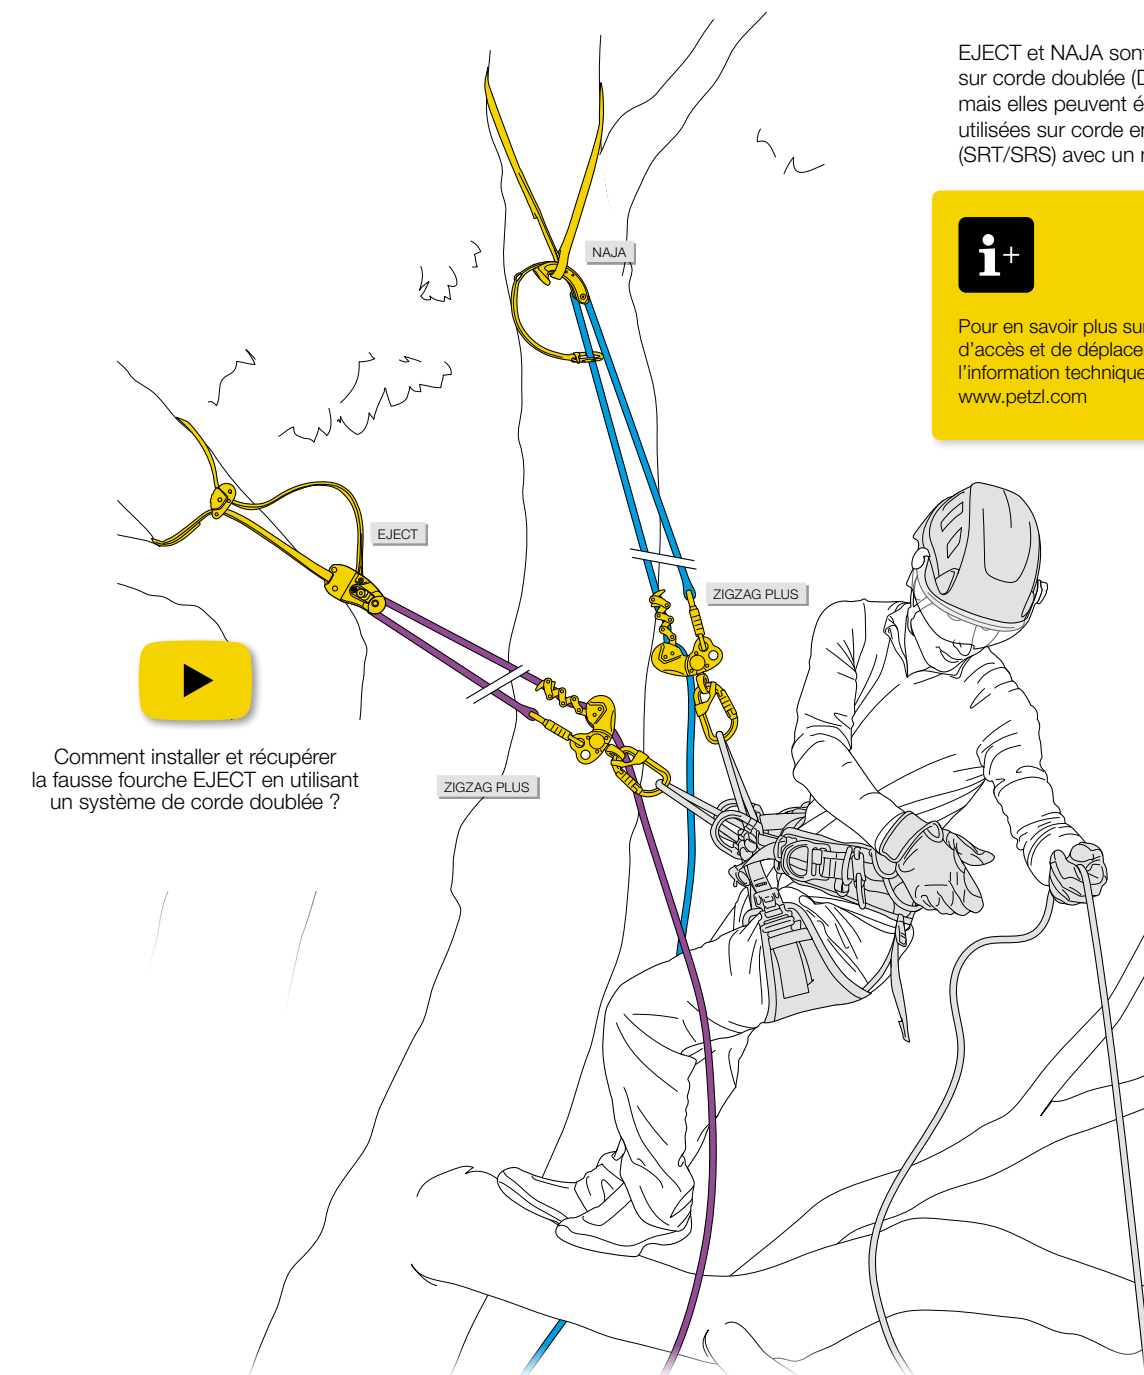 EJECT et NAJA sont
sur corde doublée
mais elles peuvent
utilisées sur corde
(SRT/SRS) avec un
NAJA
i+
Pour en savoir plus sur
d'accès et de
l'information technique
www.petzl.com
EJECT
ZIGZAG PLUS
Comment installer et récupérer
la fausse fourche EJECT en utilisant
un système de corde doublée ?
ZIGZAG PLUS